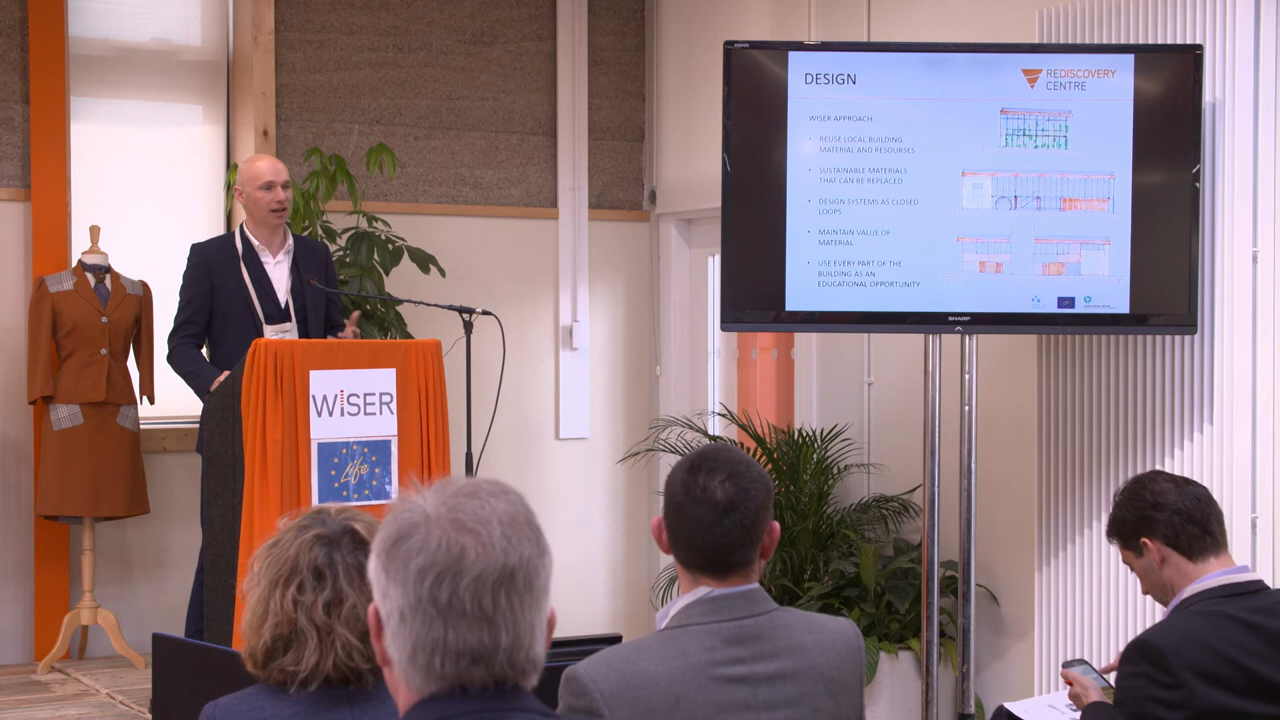 DESIGN
REDISCOVERY
CENTRE
WISER APPROACH:
• REUSE LOCAL BUILDING
MATERIAL AND RESOURSES
• SUSTAINABLE MATERIALS
THAT CAN BE REPLACED
• DESIGN SYSTEMS AS CLOSED
LOOPS
• MAINTAIN VALUE OF
MATERIAL
• USE EVERY PART OF THE
BUILDING AS AN
EDUCATIONAL OPPORTUNITY
SHARP
WiSER
Life